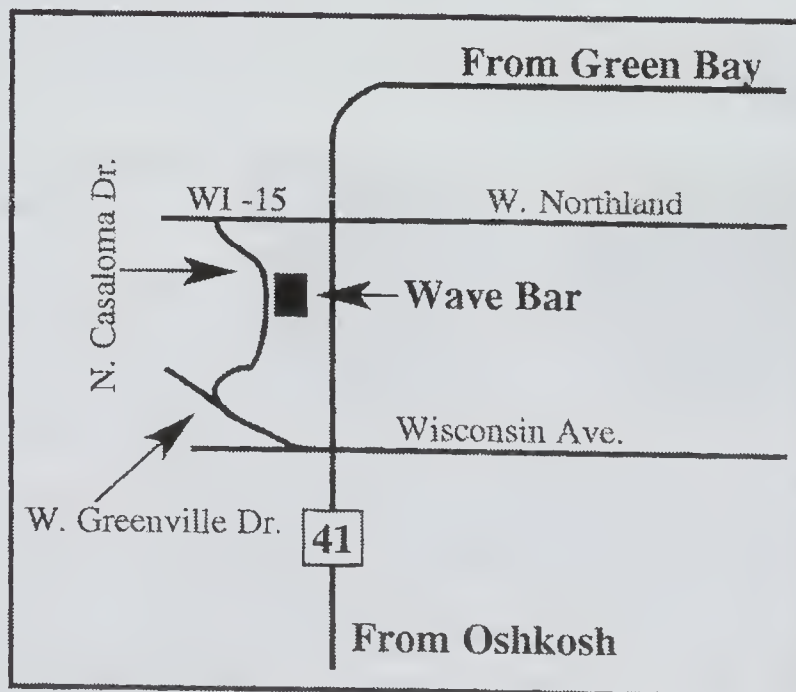 From Green Bay
WI -15
W. Northland
N. Casaloma Dr.
Wave Bar
Wisconsin Ave.
W. Greenville Dr.
41
From Oshkosh